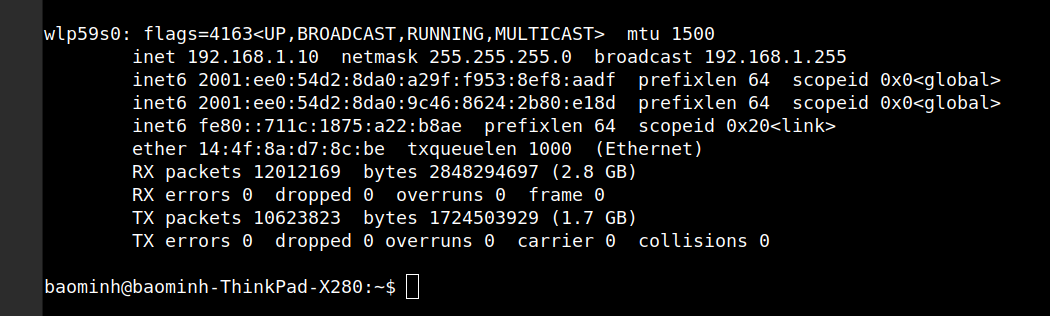 wlp59s0: flags=4163<UP,BROADCAST,RUNNING,MULTICAST>  mtu 1500
        inet 192.168.1.10  netmask 255.255.255.0  broadcast 192.168.1.255
        inet6 2001:ee0:54d2:8da0:a29f:f953:8ef8:aadf  prefixlen 64  scopeid 0x0<global>
        inet6 2001:ee0:54d2:8da0:9c46:8624:2b80:e18d  prefixlen 64  scopeid 0x0<global>
        inet6 fe80::711c:1875:a22:b8ae  prefixlen 64  scopeid 0x20<link>
        ether 14:4f:8a:d7:8c:be  txqueuelen 1000  (Ethernet)
        RX packets 12012169  bytes 2848294697 (2.8 GB)
        RX errors 0  dropped 0  overruns 0  frame 0
        TX packets 10623823  bytes 1724503929 (1.7 GB)
        TX errors 0  dropped 0 overruns 0  carrier 0  collisions 0
baominh@baominh-ThinkPad-X280:~$